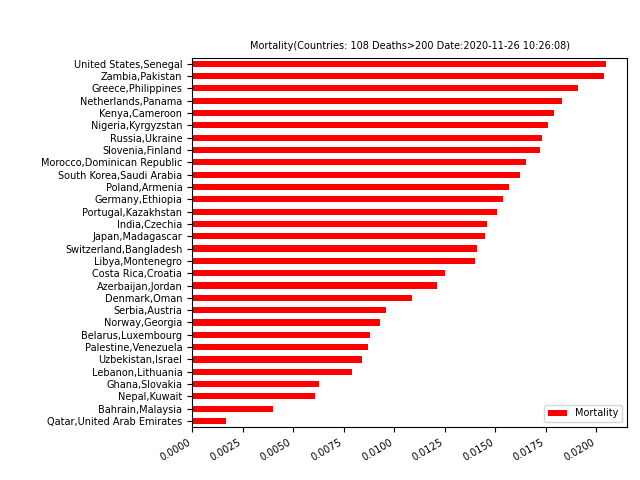 Mortality(Countries: 108 Deaths>200 Date:2020-11-26 10:26:08)
United States,Senegal
Zambia,Pakistan
Greece,Philippines
Netherlands,Panama
Kenya,Cameroon
Nigeria,Kyrgyzstan
Russia,Ukraine
Slovenia,Finland
Morocco,Dominican Republic
South Korea,Saudi Arabia
Poland,Armenia
Germany,Ethiopia
Portugal,Kazakhstan
India,Czechia
Japan,Madagascar
Switzerland,Bangladesh
Libya,Montenegro
Costa Rica,Croatia
Azerbaijan,Jordan
Denmark,Oman
Serbia,Austria
Norway,Georgia
Belarus,Luxembourg
Palestine,Venezuela
Uzbekistan,Israel
Lebanon,Lithuania
Ghana,Slovakia
Nepal,Kuwait
Bahrain,Malaysia
Qatar,United Arab Emirates
Mortality
0.0000 0.0025 0.0050 0.0075 0.0100 0.0125 0.0150 0.0175 0.0200